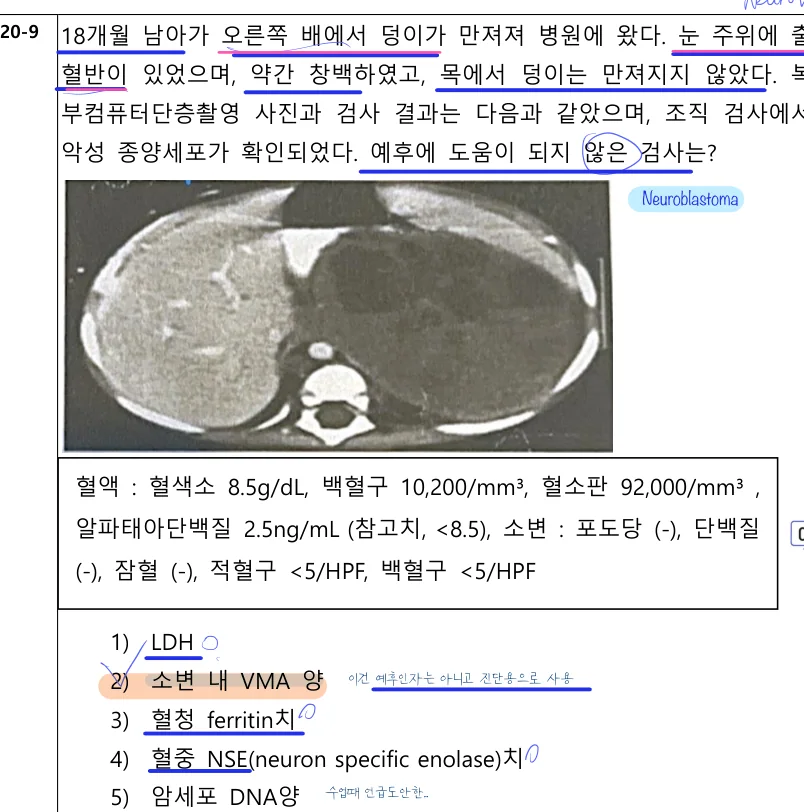 20-9 18개월 남아가 오른쪽 배에서 덩이가 만져져 병원에 왔다. 눈 주위에
혈반이 있었으며, 약간 창백하였고, 목에서 덩이는 만져지지 않았다.
부컴퓨터단층촬영 사진과 검사 결과는 다음과 같았으며, 조직 검사에서
악성 종양세포가 확인되었다. 예후에 도움이 되지 않은 검사는?
Neuroblastoma
혈액 : 혈색소 8.5g/dL, 백혈구 10,200/mm³, 혈소판 92,000/mm³ ,
알파태아단백질 2.5ng/mL (참고치, <8.5), 소변 : 포도당 (-), 단백질
(-), 잠혈 (-), 적혈구 <5/HPF, 백혈구 <5/HPF
1) LDH
2) 소변 내 VMA 양 이건 예후인자는 아니고 진단용으로 사용
3) 혈청 ferritin치
4) 혈중 NSE(neuron specific enolase)치
5) 암세포 DNA양 수업때 언급도안한..